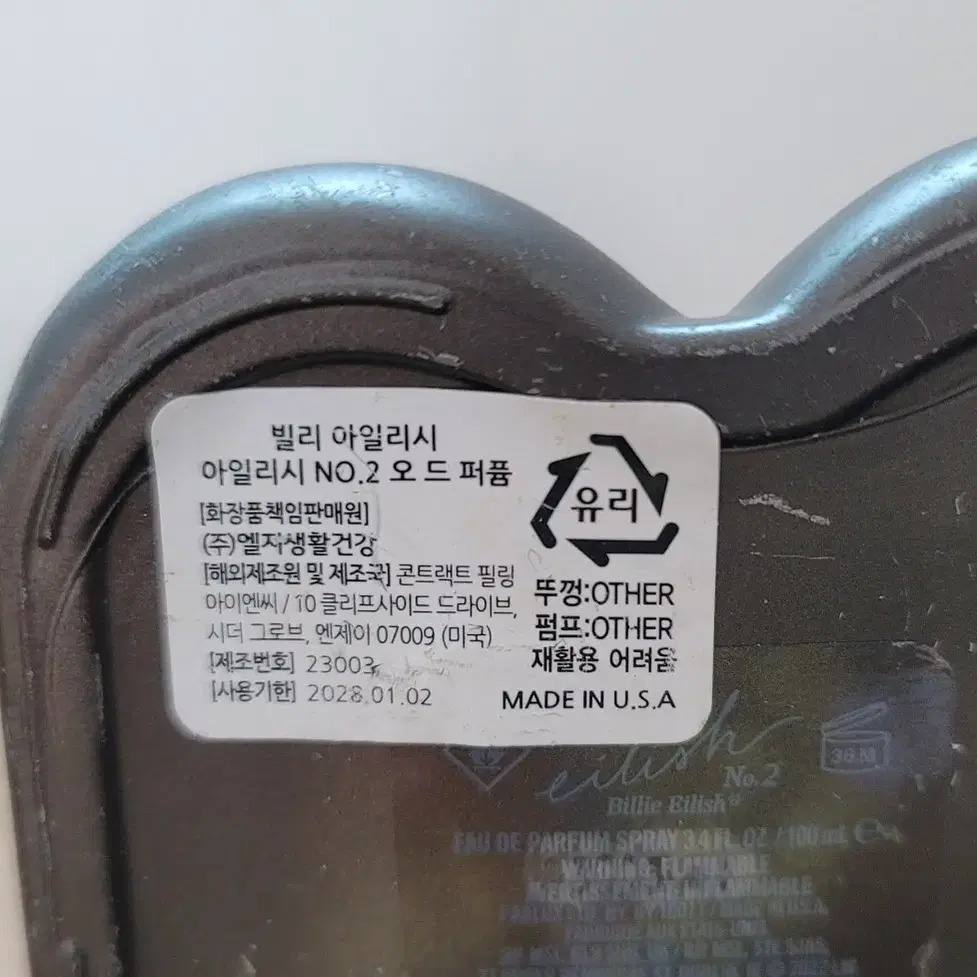 빌리 아일리시
아일리시 NO.2 오 드 퍼퓸
[화장품책임판매원]
(주)엘지생활건강
[해외제조원 및 제조국] 콘트랙트 필링
아이엔씨 / 10 클리프사이드 드라이브,
시더 그로브, 엔제이 07009 (미국)
[제조번호] 23003
[사용기한] 2028.01.02
유리
뚜껑:OTHER
펌프:OTHER
재활용 어려움
MADE IN U.S.A
eilish
No.2
Billie Eilish®
36 M
EAU DE PARFUM SPRAY 3.4 FL. OZ / 100 mL ℮
WARNING: FLAMMABLE